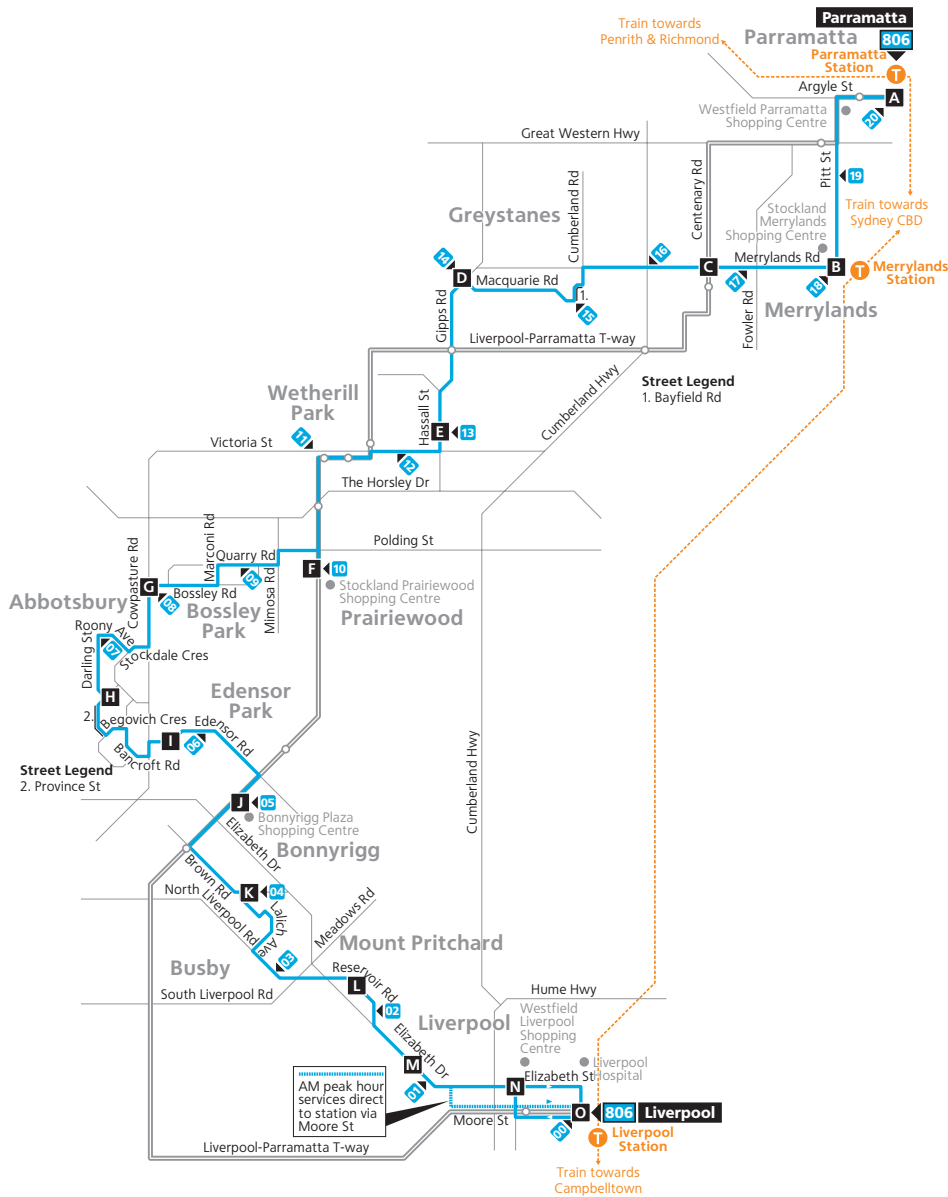 Parramatta
Train towards
Penrith & Richmond
Parramatta
806
Parramatta
Station
T
Argyle St
A
Westfield Parramatta
Shopping Centre
20
Great Western Hwy
Pitt St
19
Centenary Rd
Cumberland Rd
Greystanes
Stockland
Merrylands
Shopping Centre
Train towards
Sydney CBD
14
16
D
Macquarie Rd
C
Merrylands Rd
B
T
Merrylands
Station
17
18
1.
15
Gipps Rd
Fowler Rd
Merrylands
Liverpool-Parramatta T-way
Street Legend
1. Bayfield Rd
Wetherill
Park
Hassall St
Cumberland Hwy
E
13
11
Victoria St
12
The Horsley Dr
Marconi Rd
Polding St
Cowpasture Rd
Quarry Rd
09
F
10
G
Bossley Rd
Mimosa Rd
Stockland Prairiewood
Shopping Centre
08
Abbotsbury
Bossley
Park
Prairiewood
Roony Ave
07
Stockdale Cres
Darling St
H
Edensor
Park
2.
Begovich Cres
Edensor Rd
I
06
Bancroft Rd
Street Legend
2. Province St
Cumberland Hwy
J
05
Bonnyrigg Plaza
Shopping Centre
Elizabeth Dr
Bonnyrigg
Brown Rd
K
04
North Liverpool Rd
Lalich Ave
Meadows Rd
Mount Pritchard
03
Busby
Reservoir Rd
L
South Liverpool Rd
Hume Hwy
02
Liverpool
Westfield
Liverpool
Shopping
Centre
Elizabeth Dr
M
Liverpool
Hospital
01
N
Elizabeth St
AM peak hour
services direct
to station via
Moore St
O
806
Liverpool
Moore St
00
T
Liverpool
Station
Liverpool-Parramatta T-way
Train towards
Campbelltown